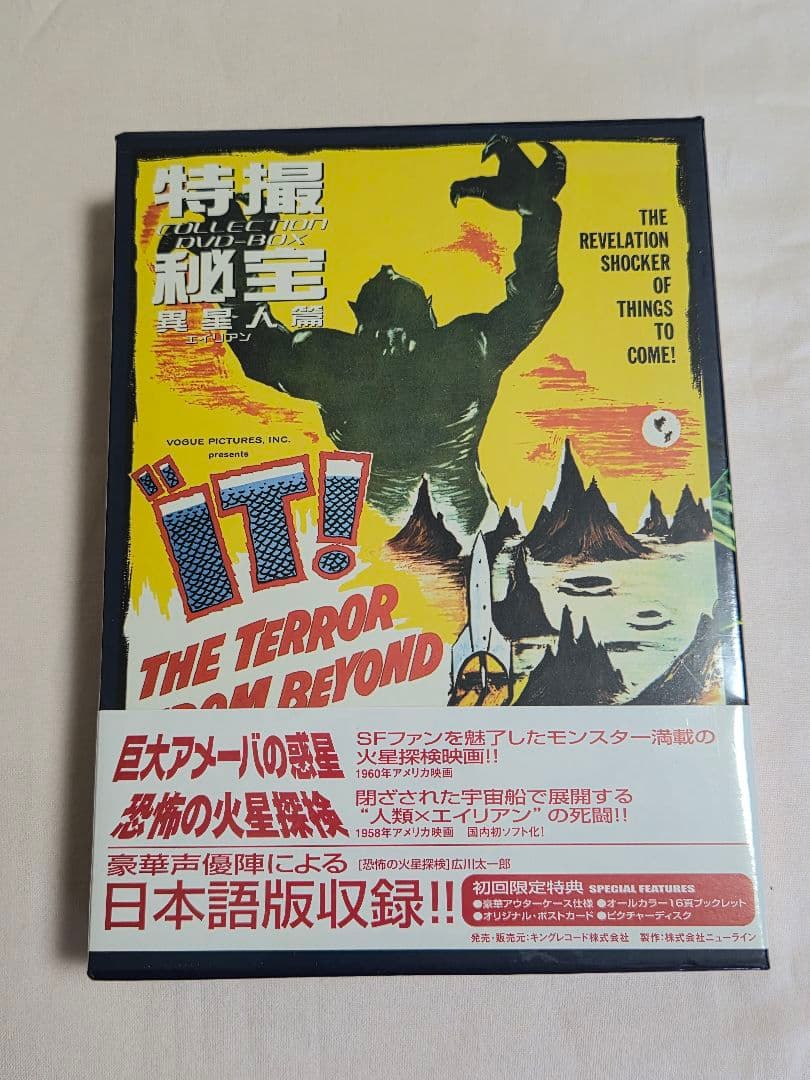 特撮
COLLECTION
DVD-BOX
秘宝
異星人篇
エイリアン
THE
REVELATION
SHOCKER
OF
THINGS
TO
COME!
VOGUE PICTURES, INC.
presents
"IT!
THE TERROR
FROM BEYOND
巨大アメーバの惑星
SFファンを魅了したモンスター満載の
火星探検映画!!
1960年アメリカ映画
恐怖の火星探検
閉ざされた宇宙船で展開する
“人類×エイリアン”の死闘!!
1958年アメリカ映画 国内初ソフト化!
豪華声優陣による [恐怖の火星探検]広川太一郎
日本語版収録!!
初回限定特典 SPECIAL FEATURES
●豪華アウターケース仕様 ●オールカラー16頁ブックレット
●オリジナル・ポストカード ●ピクチャーディスク
発売・販売元:キングレコード株式会社 製作:株式会社ニューライン